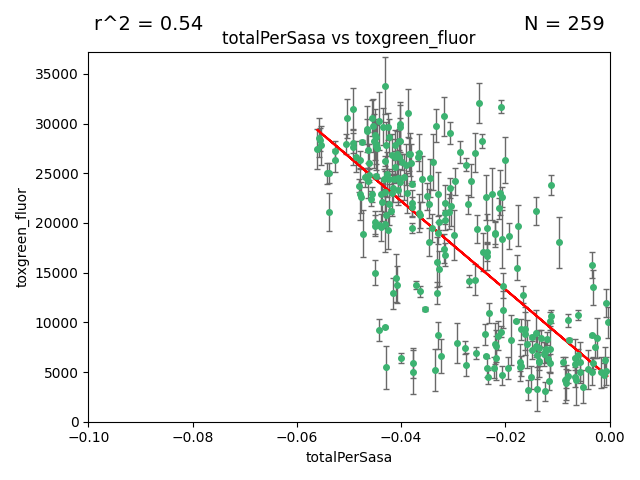 r^2 = 0.54
N = 259
totalPerSasa vs toxgreen_fluor
35000
30000
25000
20000
15000
10000
5000
0
toxgreen_fluor
−0.10
−0.08
−0.06
−0.04
−0.02
0.00
totalPerSasa